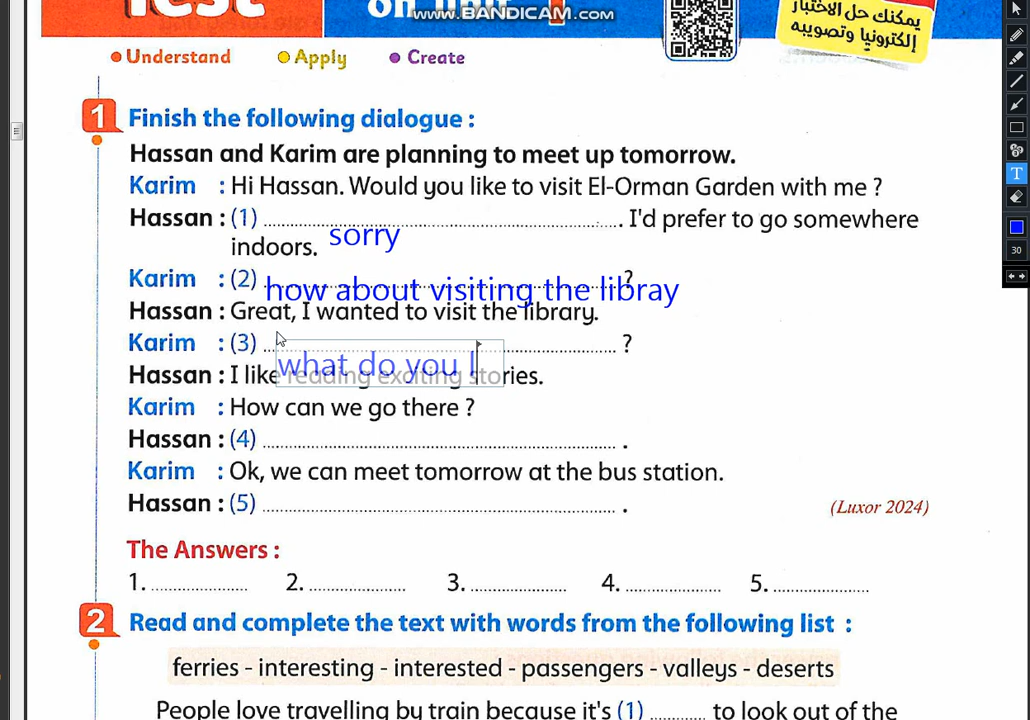 Test on unit 1
www.BANDICAM.com
يمكنك حل الاختبار
إلكترونيا وتصويبه
Understand Apply Create
1 Finish the following dialogue :
Hassan and Karim are planning to meet up tomorrow.
Karim : Hi Hassan. Would you like to visit El-Orman Garden with me ?
Hassan : (1) ........................ . I'd prefer to go somewhere
sorry
indoors.
Karim : (2) ........................ ?
how about visiting the libray
Hassan : Great, I wanted to visit the library.
Karim : (3) ........................ ?
what do you l
Hassan : I like reading exciting stories.
Karim : How can we go there ?
Hassan : (4) ........................ .
Karim : Ok, we can meet tomorrow at the bus station.
Hassan : (5) ........................ . (Luxor 2024)
The Answers :
1. .................... 2. .................... 3. .................... 4. .................... 5. ....................
2 Read and complete the text with words from the following list :
ferries - interesting - interested - passengers - valleys - deserts
People love travelling by train because it's (1) .......... to look out of the
T
30